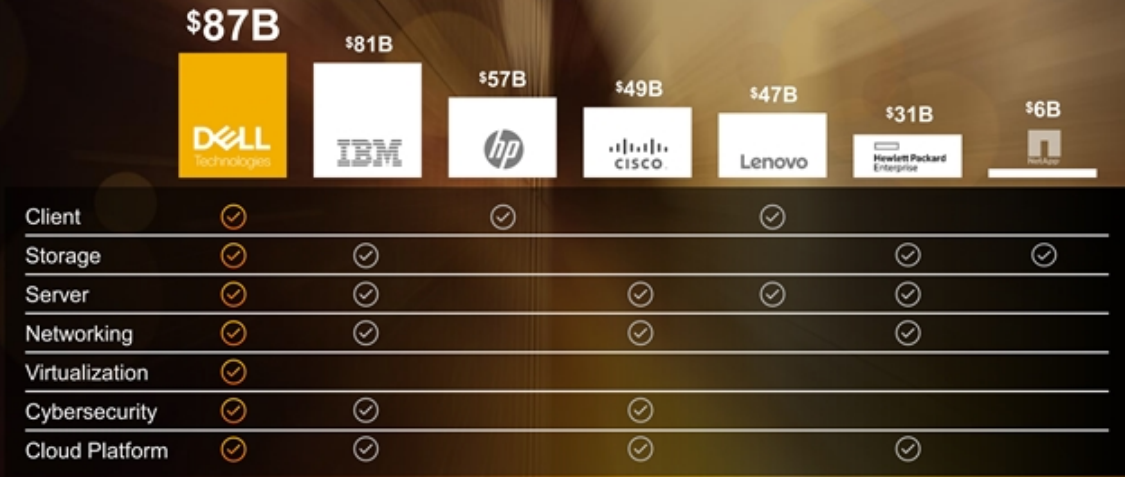 $87B
$81B
$57B
$49B
$47B
$31B
$6B
DELL
Technologies
IBM
hp
CISCO
Lenovo
Hewlett Packard
Enterprise
NetApp
Client
Storage
Server
Networking
Virtualization
Cybersecurity
Cloud Platform